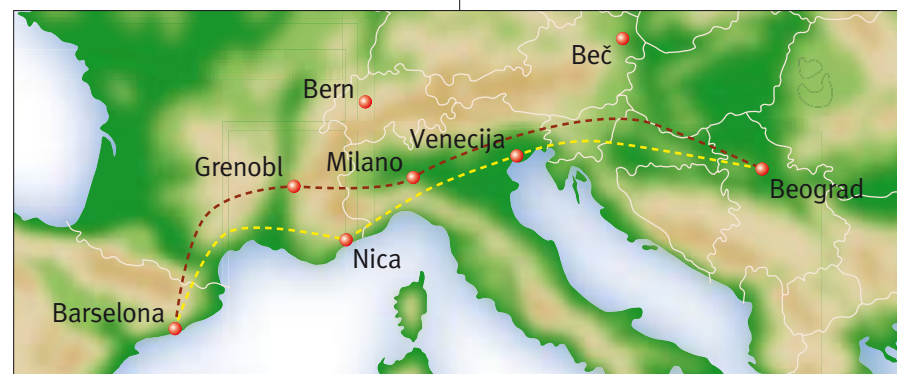 Beč
Bern
Venecija
Grenobl
Milano
Beograd
Nica
Barselona